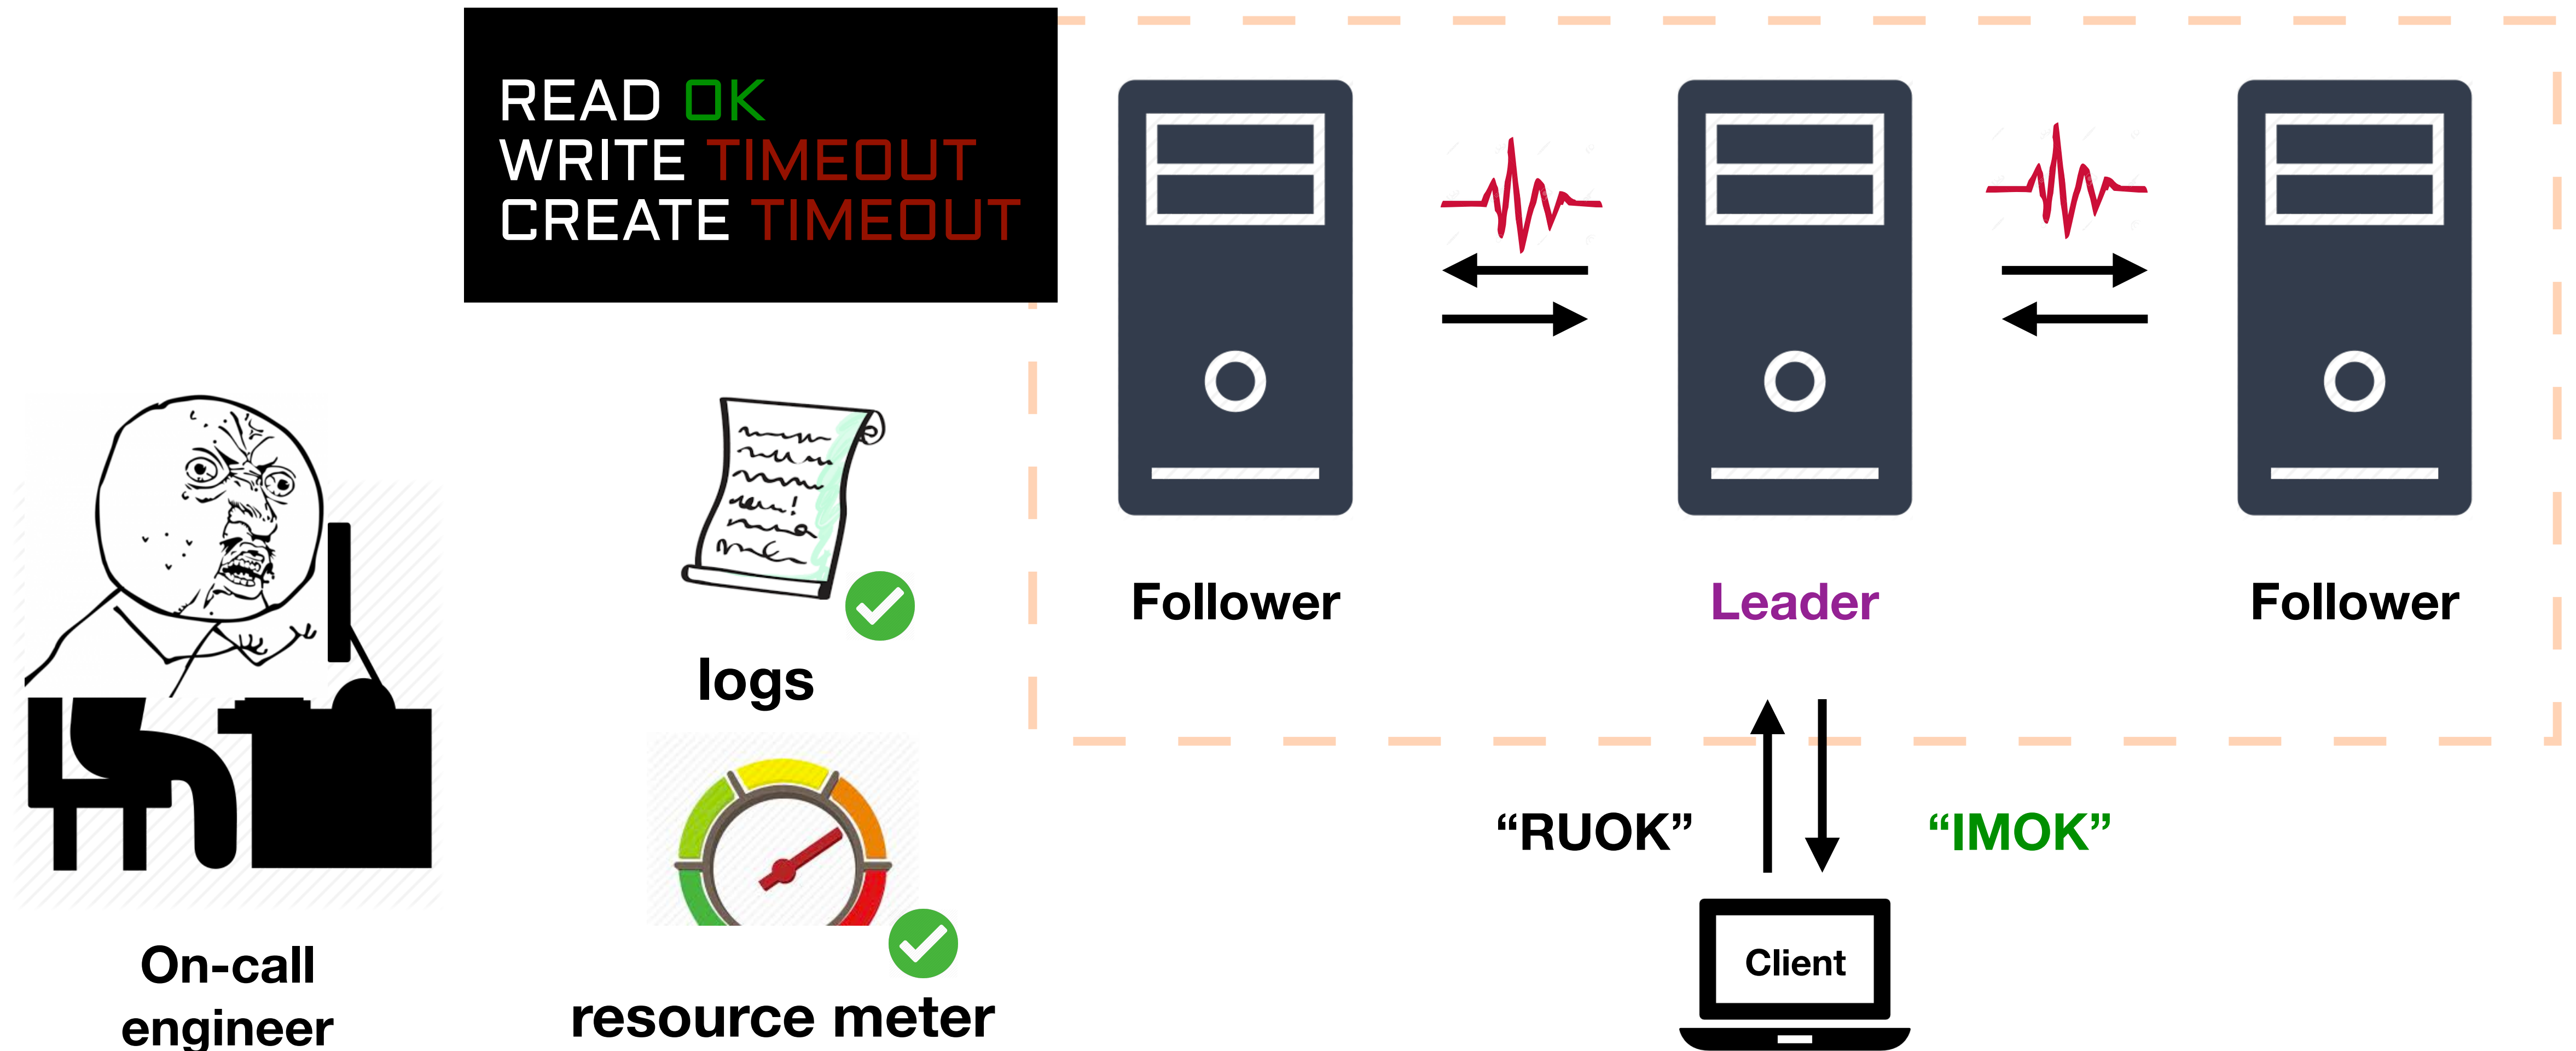 READ OK
WRITE TIMEOUT
CREATE TIMEOUT
Follower
Leader
Follower
logs
“RUOK”
“IMOK”
Client
On-call
engineer
resource meter